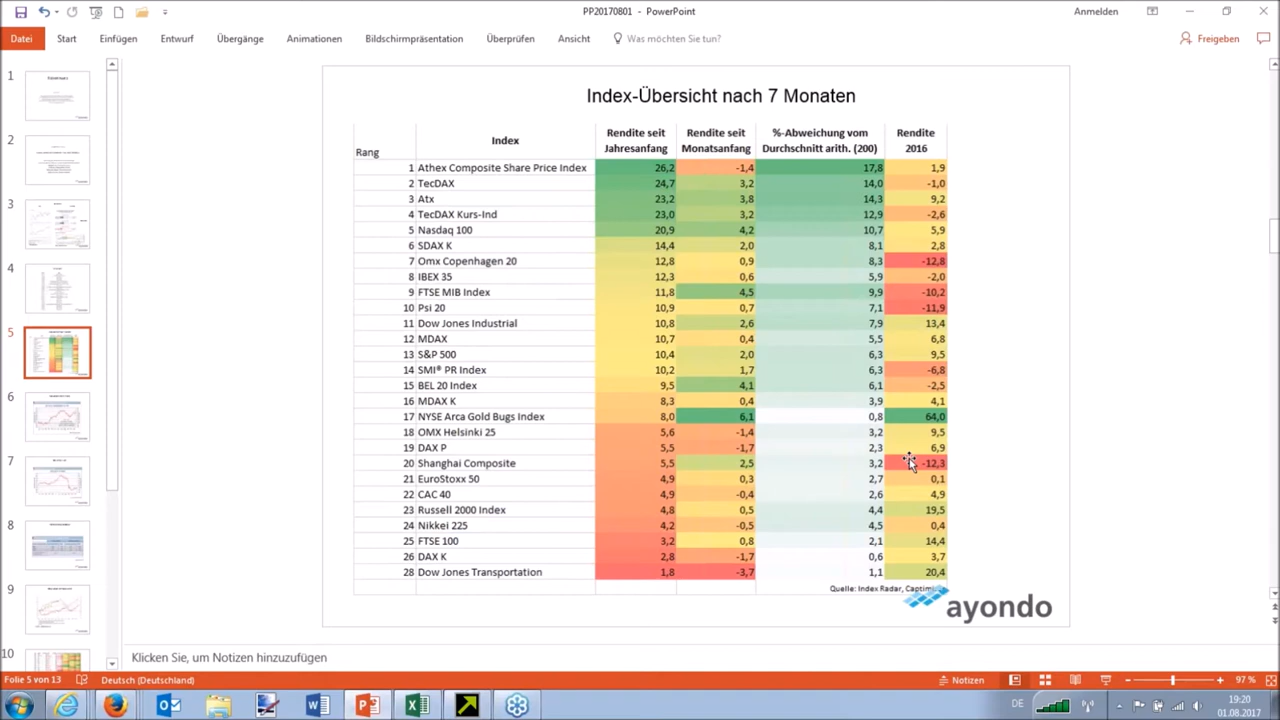 PP20170801 - PowerPoint
Anmelden
Datei Start Einfügen Entwurf Übergänge Animationen Bildschirmpräsentation Überprüfen Ansicht Was möchten Sie tun? Freigeben
1
2
3
4
5
6
7
8
9
10
Index-Übersicht nach 7 Monaten
Rendite seit Rendite seit %-Abweichung vom Rendite
Rang Index Jahresanfang Monatsanfang Durchschnitt arith. (200) 2016
1 Athex Composite Share Price Index 26,2 -1,4 17,8 1,9
2 TecDAX 24,7 3,2 14,0 -1,0
3 Atx 23,2 3,8 14,3 9,2
4 TecDAX Kurs-Ind 23,0 3,2 12,9 -2,6
5 Nasdaq 100 20,9 4,2 10,7 5,9
6 SDAX K 14,4 2,0 8,1 2,8
7 Omx Copenhagen 20 12,8 0,9 8,3 -12,8
8 IBEX 35 12,3 0,6 5,9 -2,0
9 FTSE MIB Index 11,8 4,5 9,9 -10,2
10 Psi 20 10,9 0,7 7,1 -11,9
11 Dow Jones Industrial 10,8 2,6 7,9 13,4
12 MDAX 10,7 0,4 5,5 6,8
13 S&P 500 10,4 2,0 6,3 9,5
14 SMI® PR Index 10,2 1,7 6,3 -6,8
15 BEL 20 Index 9,5 4,1 6,1 -2,5
16 MDAX K 8,3 0,4 3,9 4,1
17 NYSE Arca Gold Bugs Index 8,0 6,1 0,8 64,0
18 OMX Helsinki 25 5,6 -1,4 3,2 9,5
19 DAX P 5,5 -1,7 2,3 6,9
20 Shanghai Composite 5,5 2,5 3,2 -12,3
21 EuroStoxx 50 4,9 0,3 2,7 0,1
22 CAC 40 4,9 -0,4 2,6 4,9
23 Russell 2000 Index 4,8 0,5 4,4 19,5
24 Nikkei 225 4,2 -0,5 4,5 0,4
25 FTSE 100 3,2 0,8 2,1 14,4
26 DAX K 2,8 -1,7 0,6 3,7
28 Dow Jones Transportation 1,8 -3,7 1,1 20,4
Quelle: Index Radar,
ayondo
Klicken Sie, um Notizen hinzuzufügen
Folie 5 von 13 Deutsch (Deutschland) Notizen 97 %
DE 19:20
01.08.2017